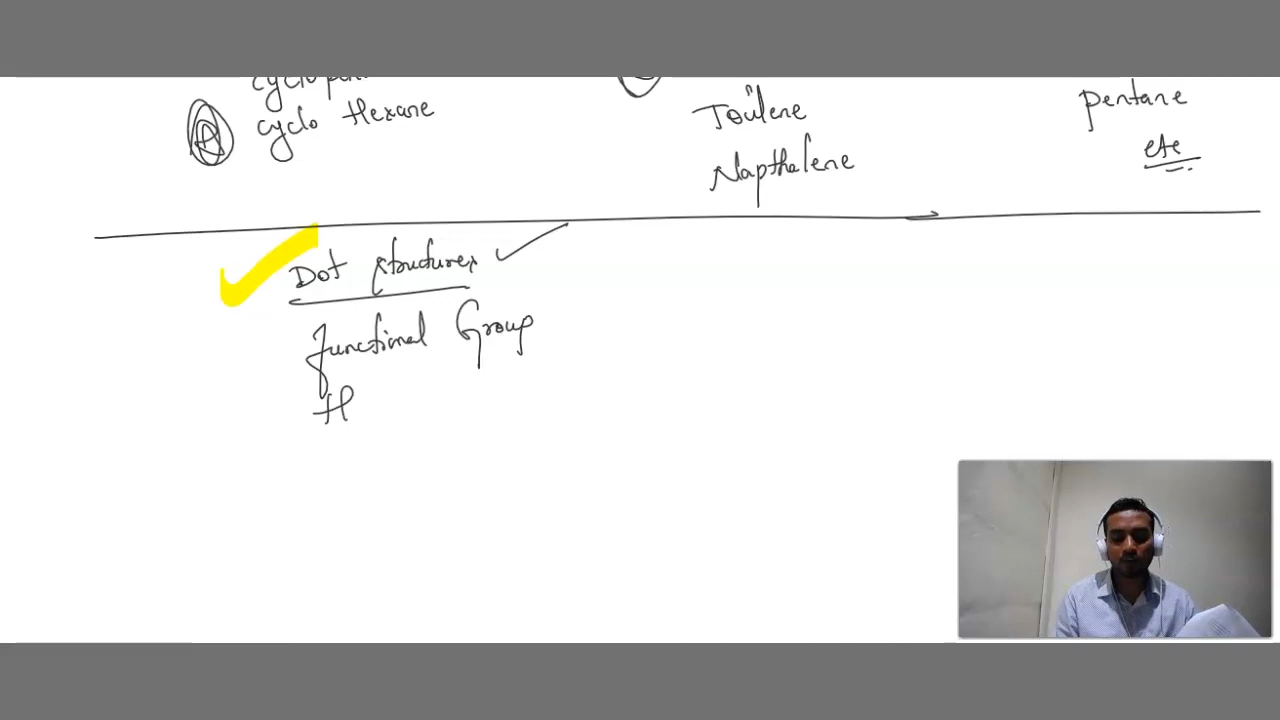 cyclo Hexane
Toulene
Napthalene
Pentane
etc
Dot structures
Functional Group
H